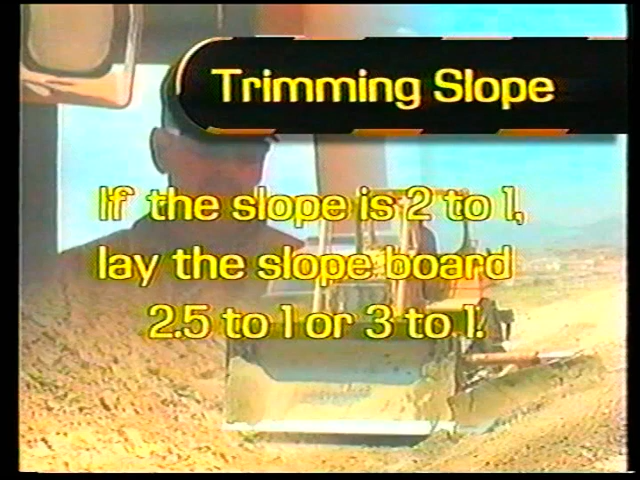 Trimming Slope
If the slope is 2 to 1,
lay the slope board
2.5 to 1 or 3 to 1.